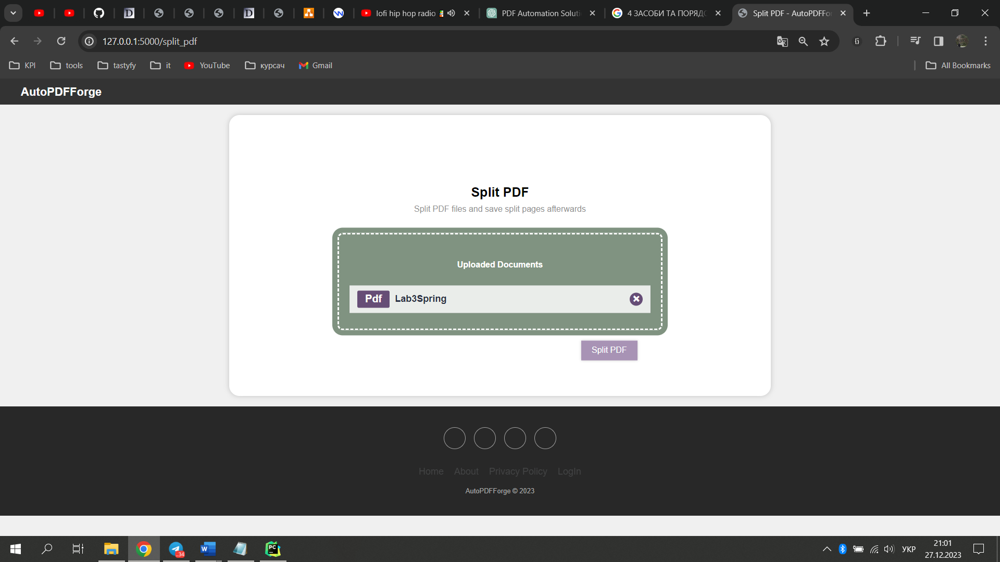 lofi hip hop radio
PDF Automation Soluti
4 ЗАСОБИ ТА ПОРЯДО
Split PDF - AutoPDFFor
127.0.0.1:5000/split_pdf
KPI
tools
tastyfy
it
YouTube
курсач
Gmail
All Bookmarks
AutoPDFForge
Split PDF
Split PDF files and save split pages afterwards
Uploaded Documents
Pdf Lab3Spring
Split PDF
Home About Privacy Policy LogIn
AutoPDFForge © 2023
..34
W
PC
УКР
21:01
27.12.2023